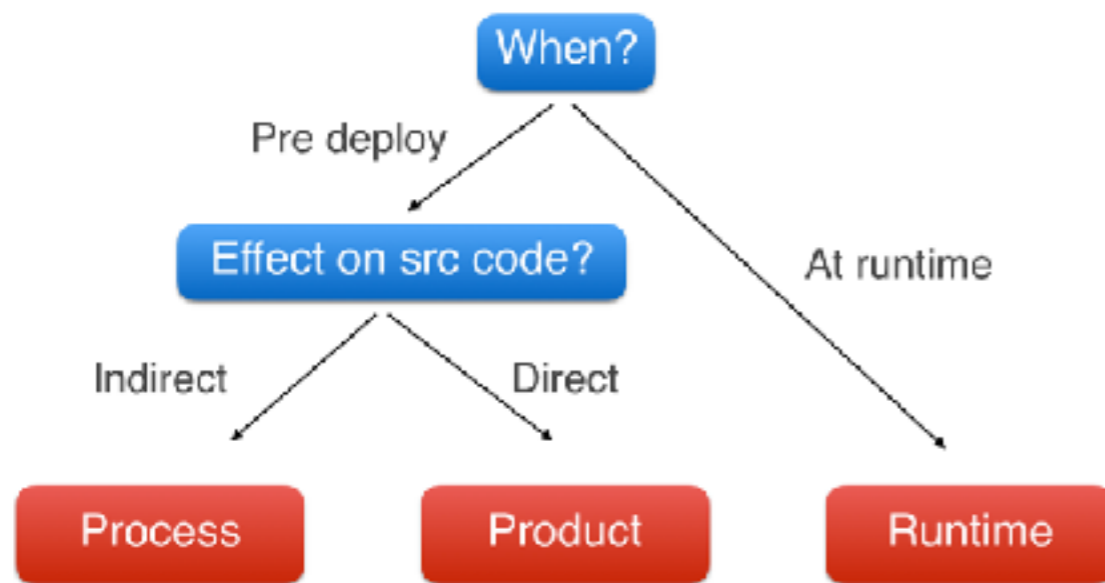 When?
Pre deploy
Effect on src code?
At runtime
Indirect
Direct
Process
Product
Runtime